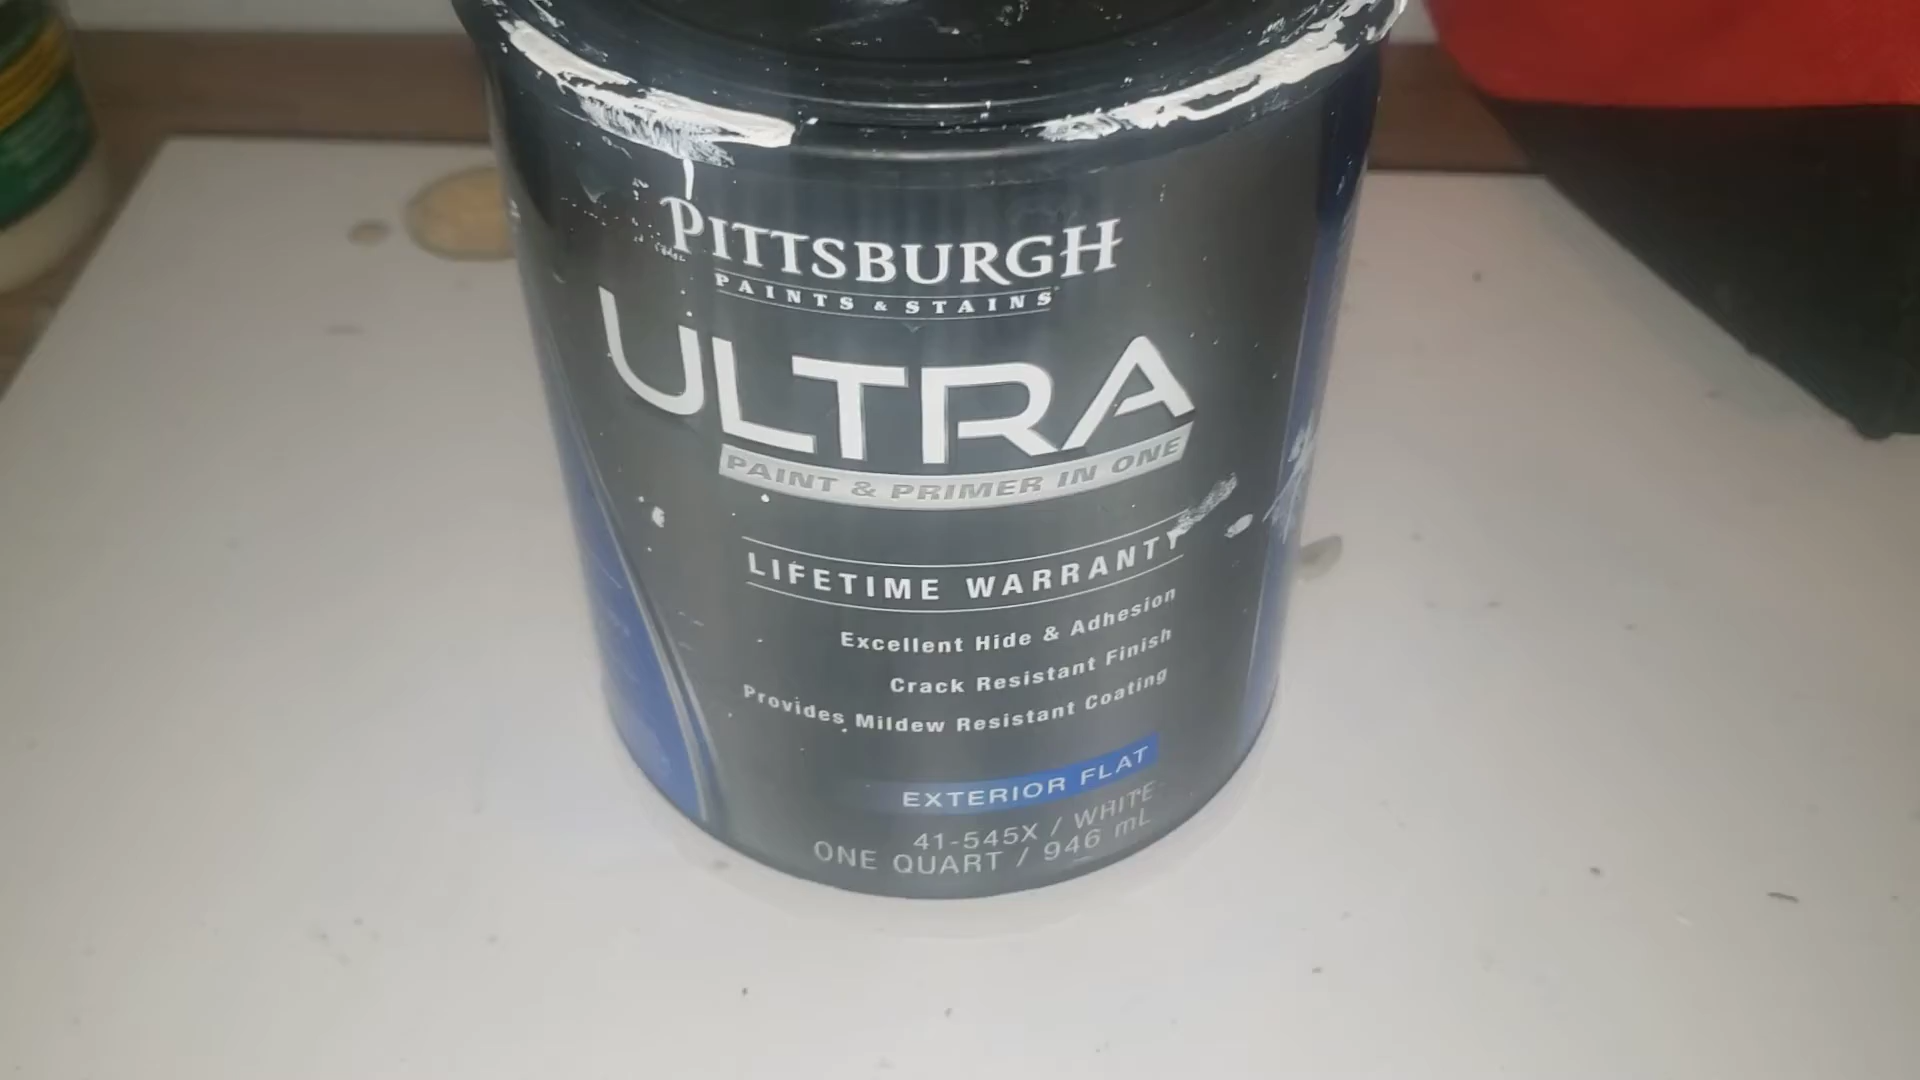 PITTSBURGH
PAINTS & STAINS
ULTRA
PAINT & PRIMER IN ONE
LIFETIME WARRANTY
Excellent Hide & Adhesion
Crack Resistant Finish
Provides Mildew Resistant Coating
EXTERIOR FLAT
41-545X / WHITE
ONE QUART / 946 mL